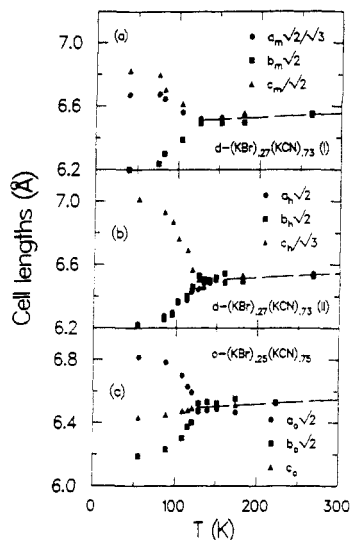 7.0
(a)
● a_m√2/√3
■ b_m√2
▲ c_m/√2
6.6
d-(KBr).27(KCN).73 (I)
6.2
7.0
(b)
● a_h√2
■ b_h√2
▲ c_h/√3
6.6
d-(KBr).27(KCN).73 (II)
6.2
Cell lengths (Å)
o-(KBr).25(KCN).75
6.8
(c)
6.4
● a_o√2
■ b_o√2
▲ c_o
6.0
0 100 200 300
T (K)